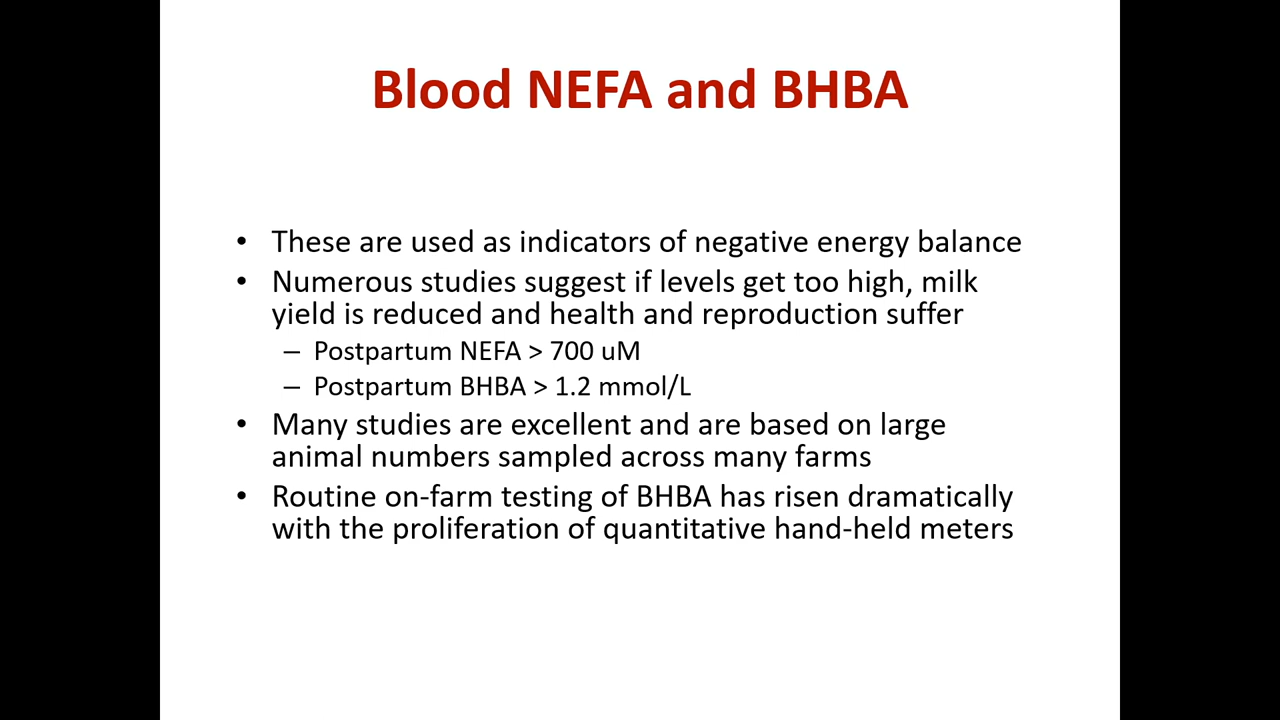 Blood NEFA and BHBA
• These are used as indicators of negative energy balance
• Numerous studies suggest if levels get too high, milk
yield is reduced and health and reproduction suffer
– Postpartum NEFA > 700 uM
– Postpartum BHBA > 1.2 mmol/L
• Many studies are excellent and are based on large
animal numbers sampled across many farms
• Routine on-farm testing of BHBA has risen dramatically
with the proliferation of quantitative hand-held meters